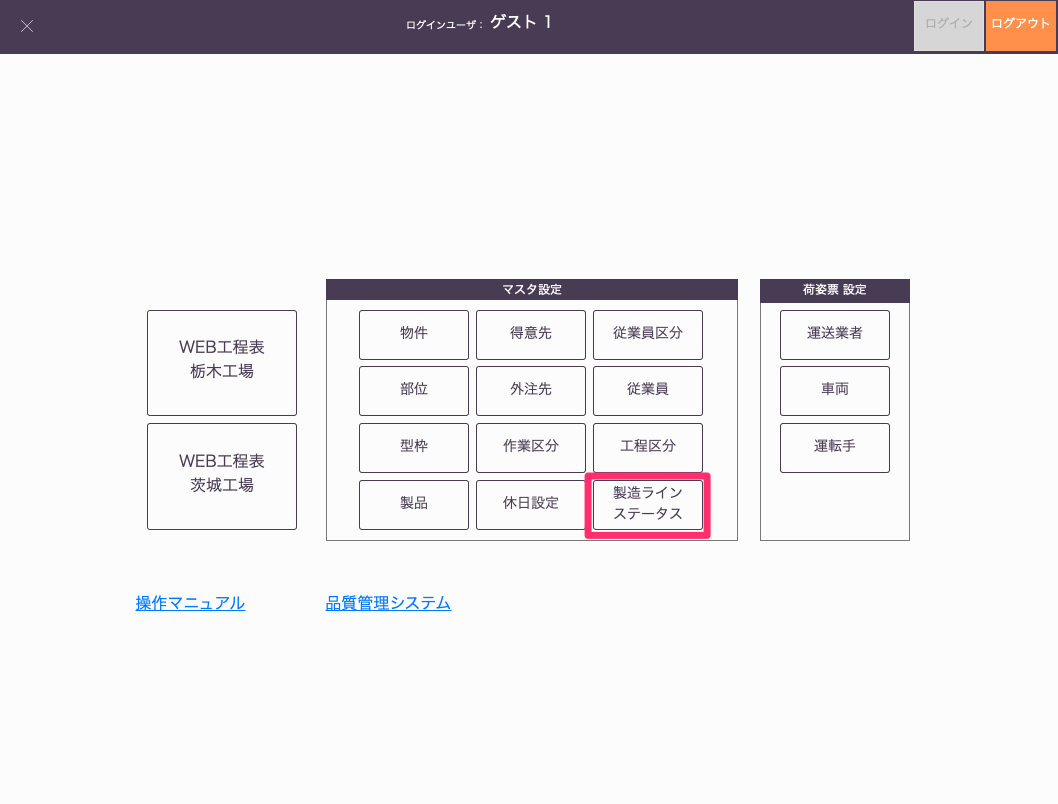 ログインユーザ： ゲスト 1
ログイン
ログアウト
WEB工程表
栃木工場
WEB工程表
茨城工場
マスタ設定
物件
得意先
従業員区分
部位
外注先
従業員
型枠
作業区分
工程区分
製品
休日設定
製造ライン
ステータス
荷姿票 設定
運送業者
車両
運転手
操作マニュアル
品質管理システム